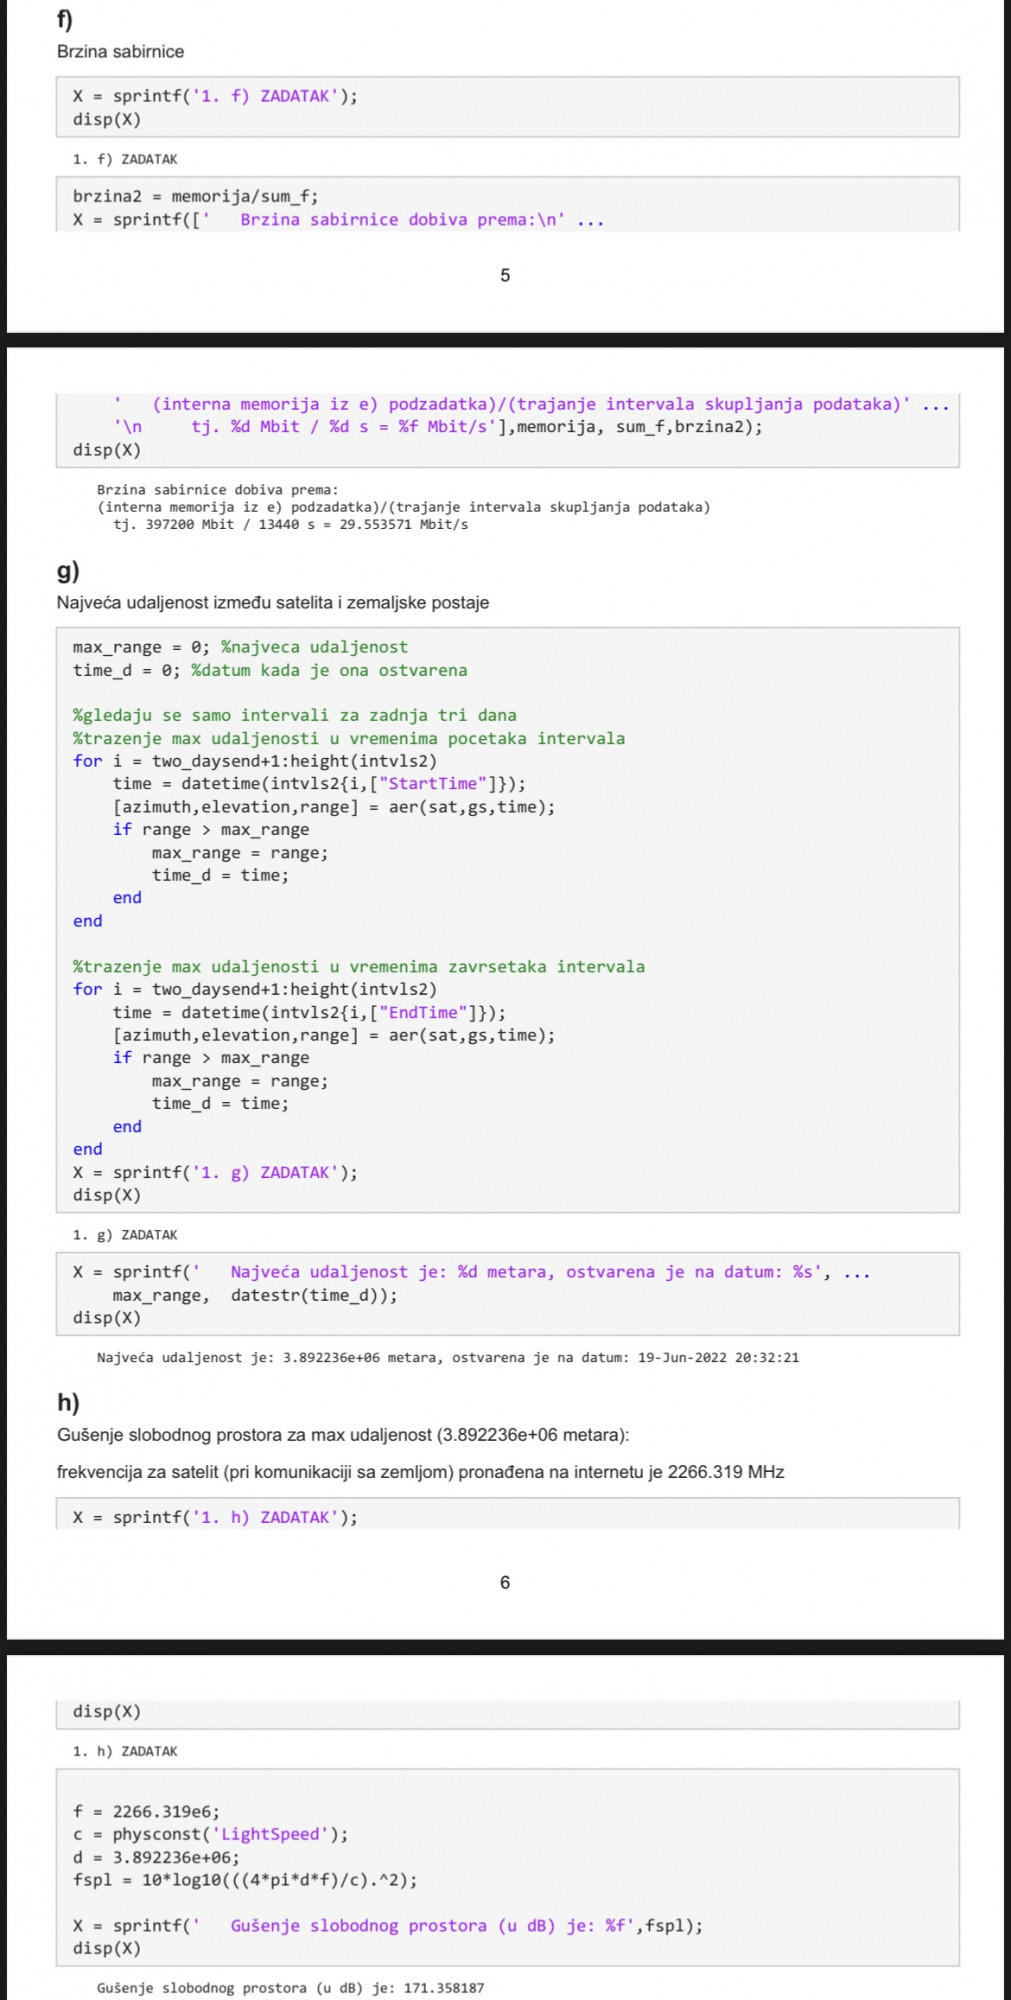 f)
Brzina sabirnice
X = sprintf('1. f) ZADATAK');
disp(X)
1. f) ZADATAK
brzina2 = memorija/sum_f;
X = sprintf(['   Brzina sabirnice dobiva prema:\n' ...
5
'   (interna memorija iz e) podzadatka)/(trajanje intervala skupljanja podataka)' ...
'\n     tj. %d Mbit / %d s = %f Mbit/s'],memorija, sum_f,brzina2);
disp(X)
Brzina sabirnice dobiva prema:
(interna memorija iz e) podzadatka)/(trajanje intervala skupljanja podataka)
tj. 397200 Mbit / 13440 s = 29.553571 Mbit/s
g)
Najveća udaljenost između satelita i zemaljske postaje
max_range = 0; %najveca udaljenost
time_d = 0; %datum kada je ona ostvarena
%gledaju se samo intervali za zadnja tri dana
%trazenje max udaljenosti u vremenima pocetaka intervala
for i = two_daysend+1:height(intvls2)
    time = datetime(intvls2{i,["StartTime"]});
    [azimuth,elevation,range] = aer(sat,gs,time);
    if range > max_range
        max_range = range;
        time_d = time;
    end
end
%trazenje max udaljenosti u vremenima zavrsetaka intervala
for i = two_daysend+1:height(intvls2)
    time = datetime(intvls2{i,["EndTime"]});
    [azimuth,elevation,range] = aer(sat,gs,time);
    if range > max_range
        max_range = range;
        time_d = time;
    end
end
X = sprintf('1. g) ZADATAK');
disp(X)
1. g) ZADATAK
X = sprintf('   Najveća udaljenost je: %d metara, ostvarena je na datum: %s', ...
    max_range,  datestr(time_d));
disp(X)
Najveća udaljenost je: 3.892236e+06 metara, ostvarena je na datum: 19-Jun-2022 20:32:21
h)
Gušenje slobodnog prostora za max udaljenost (3.892236e+06 metara):
frekvencija za satelit (pri komunikaciji sa zemljom) pronađena na internetu je 2266.319 MHz
X = sprintf('1. h) ZADATAK');
6
disp(X)
1. h) ZADATAK
f = 2266.319e6;
c = physconst('LightSpeed');
d = 3.892236e+06;
fspl = 10*log10(((4*pi*d*f)/c).^2);
X = sprintf('   Gušenje slobodnog prostora (u dB) je: %f',fspl);
disp(X)
Gušenje slobodnog prostora (u dB) je: 171.358187